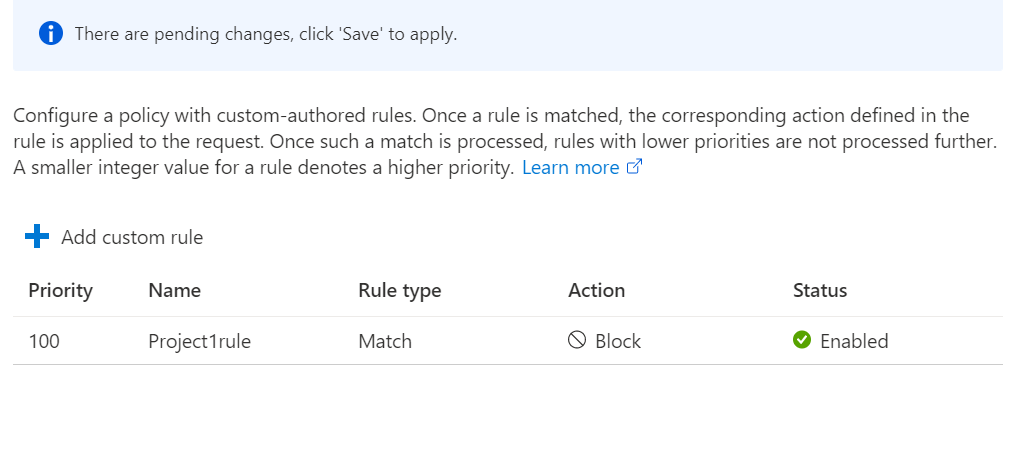 There are pending changes, click 'Save' to apply.
Configure a policy with custom-authored rules. Once a rule is matched, the corresponding action defined in the
rule is applied to the request. Once such a match is processed, rules with lower priorities are not processed further.
A smaller integer value for a rule denotes a higher priority. Learn more
Add custom rule
Priority Name Rule type Action Status
100 Project1rule Match Block Enabled